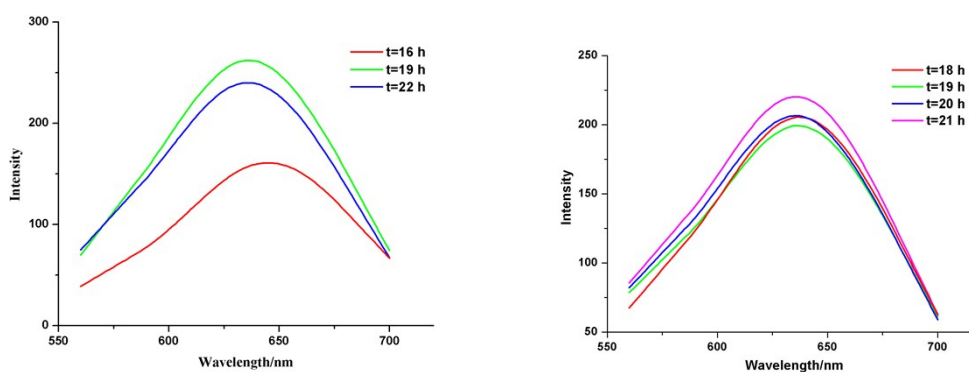 300
200
100
0
550
600
650
700
Intensity
Wavelength/nm
t=16 h
t=19 h
t=22 h
250
200
150
100
50
550
600
650
700
Intensity
Wavelength/nm
t=18 h
t=19 h
t=20 h
t=21 h